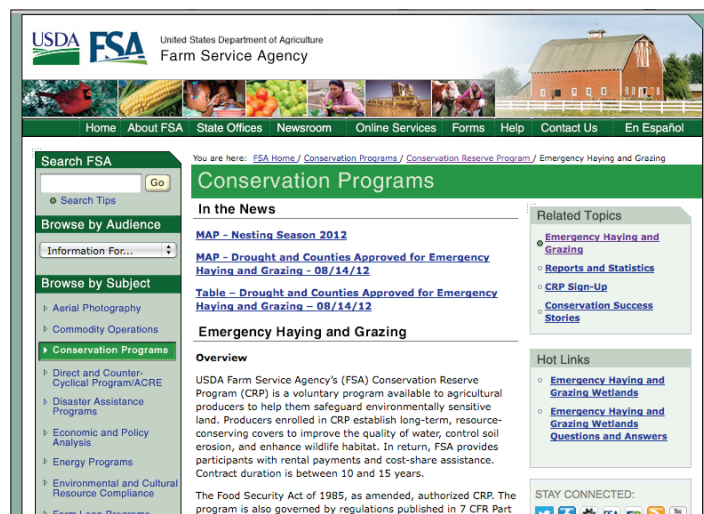 USDA FSA United States Department of Agriculture
Farm Service Agency
Home About FSA State Offices Newsroom Online Services Forms Help Contact Us En Español
Search FSA
Go
Search Tips
Browse by Audience
Information For...
Browse by Subject
Aerial Photography
Commodity Operations
Conservation Programs
Direct and Counter-
Cyclical Program/ACRE
Disaster Assistance
Programs
Economic and Policy
Analysis
Energy Programs
Environmental and Cultural
Resource Compliance
Farm Loan Programs
You are here: FSA Home / Conservation Programs / Conservation Reserve Program / Emergency Haying and Grazing
Conservation Programs
In the News
MAP - Nesting Season 2012
MAP - Drought and Counties Approved for Emergency
Haying and Grazing - 08/14/12
Table – Drought and Counties Approved for Emergency
Haying and Grazing – 08/14/12
Emergency Haying and Grazing
Overview
USDA Farm Service Agency's (FSA) Conservation Reserve
Program (CRP) is a voluntary program available to agricultural
producers to help them safeguard environmentally sensitive
land. Producers enrolled in CRP establish long-term, resource-
conserving covers to improve the quality of water, control soil
erosion, and enhance wildlife habitat. In return, FSA provides
participants with rental payments and cost-share assistance.
Contract duration is between 10 and 15 years.
The Food Security Act of 1985, as amended, authorized CRP. The
program is also governed by regulations published in 7 CFR Part
Related Topics
Emergency Haying and
Grazing
Reports and Statistics
CRP Sign-Up
Conservation Success
Stories
Hot Links
Emergency Haying and
Grazing Wetlands
Emergency Haying and
Grazing Wetlands
Questions and Answers
STAY CONNECTED: